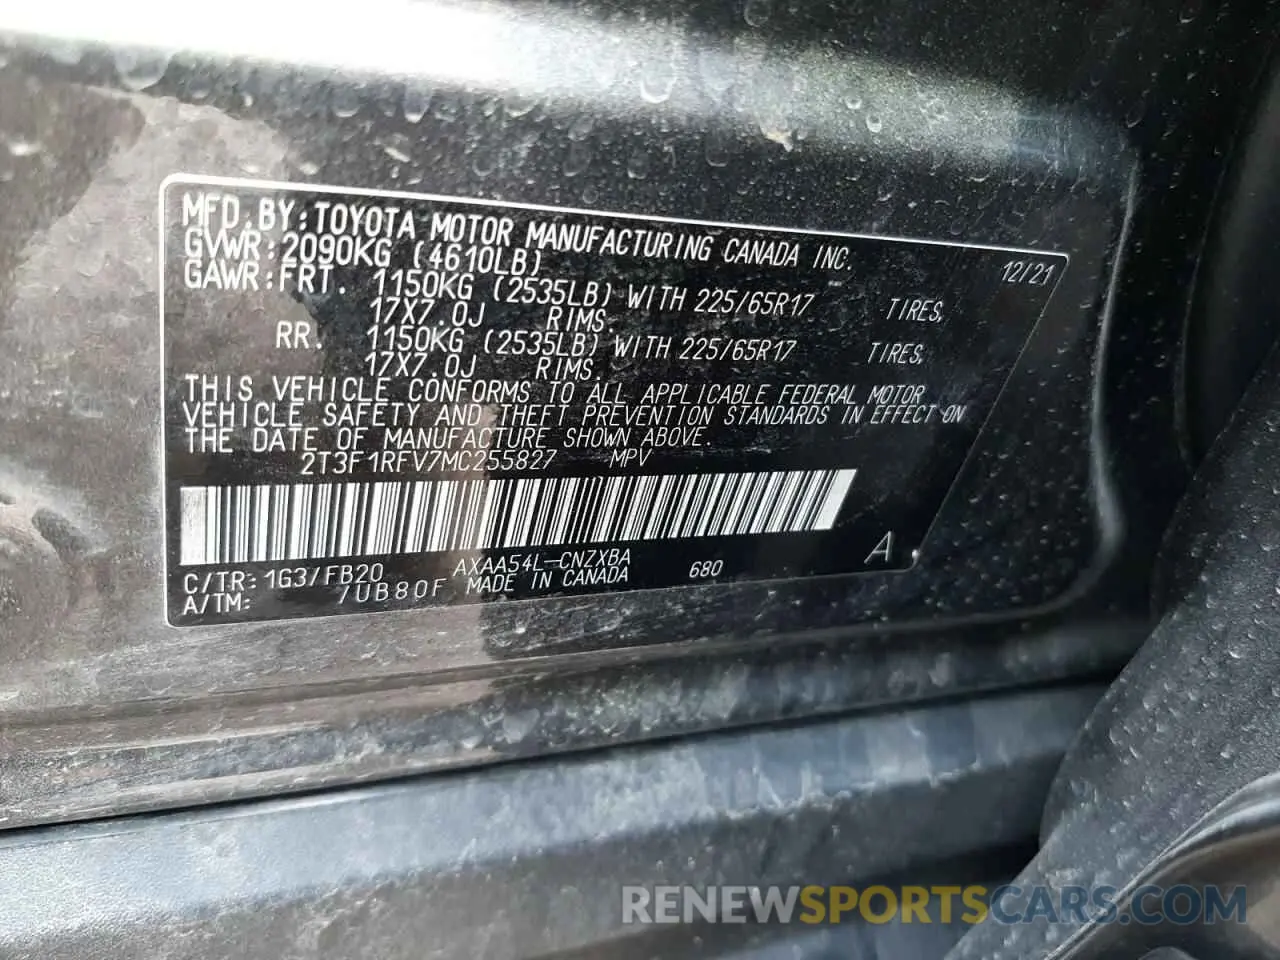 MFD.BY:TOYOTA MOTOR MANUFACTURING CANADA INC.
GVWR:2090KG (4610LB) 12/21
GAWR:FRT. 1150KG (2535LB) WITH 225/65R17 TIRES,
17X7.0J RIMS.
RR. 1150KG (2535LB) WITH 225/65R17 TIRES,
17X7.0J RIMS.
THIS VEHICLE CONFORMS TO ALL APPLICABLE FEDERAL MOTOR
VEHICLE SAFETY AND THEFT PREVENTION STANDARDS IN EFFECT ON
THE DATE OF MANUFACTURE SHOWN ABOVE.
2T3F1RFV7MC255827 MPV
C/TR:1G3/FB20 AXAA54L-CNZXBA 680 A
A/TM: /UB80F MADE IN CANADA
RENEWSPORTSCARS.COM